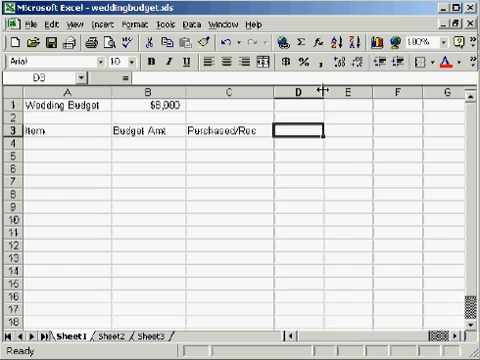 Microsoft Excel - weddingbudget.xls
File Edit View Insert Format Tools Data Window Help
100%
Arial 10 B I U
D3 =
A B C D E F G
1 Wedding Budget $8,000
2
3 Item Budget Amt Purchased/Rec
4
5
6
7
8
9
10
11
12
13
14
15
16
17
18
Sheet1 Sheet2 Sheet3
Ready